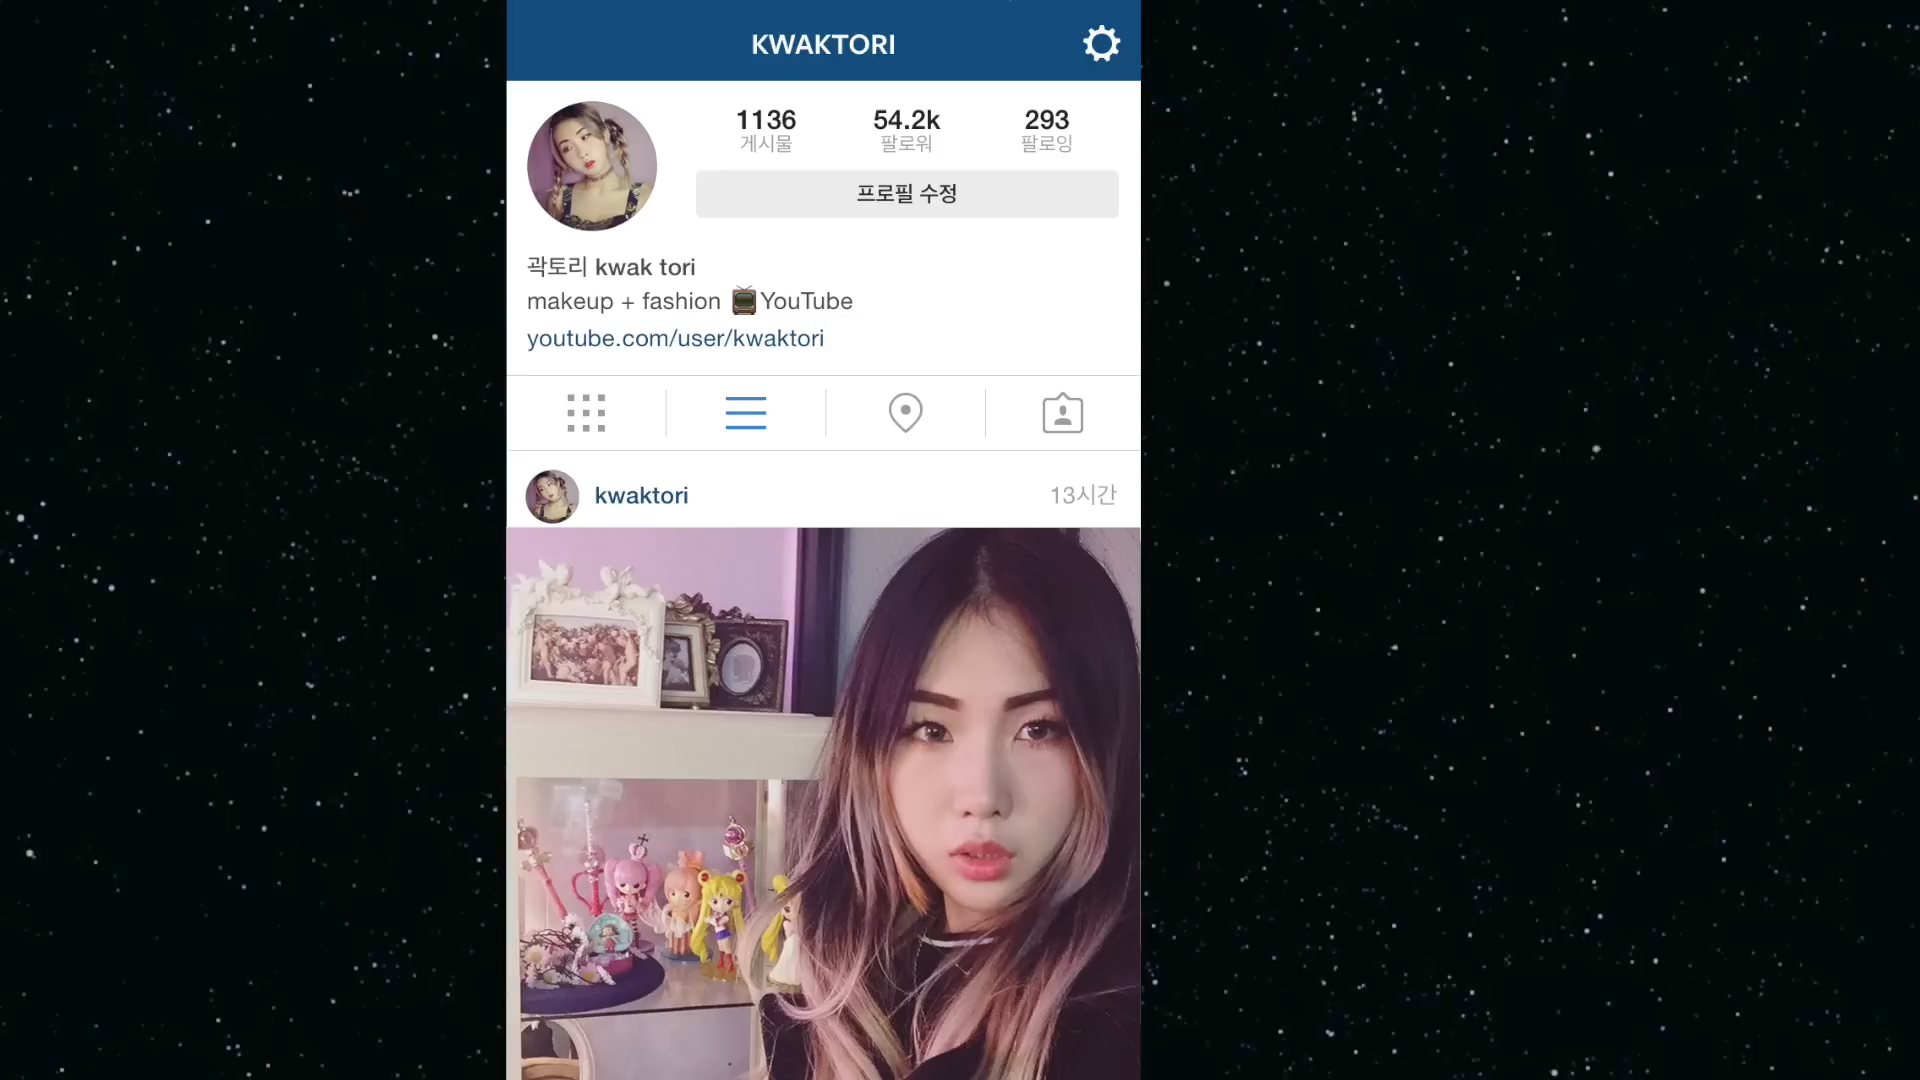 KWAKTORI
1136 54.2k 293
게시물 팔로워 팔로잉
프로필 수정
곽토리 kwak tori
makeup + fashion 📺YouTube
youtube.com/user/kwaktori
kwaktori 13시간